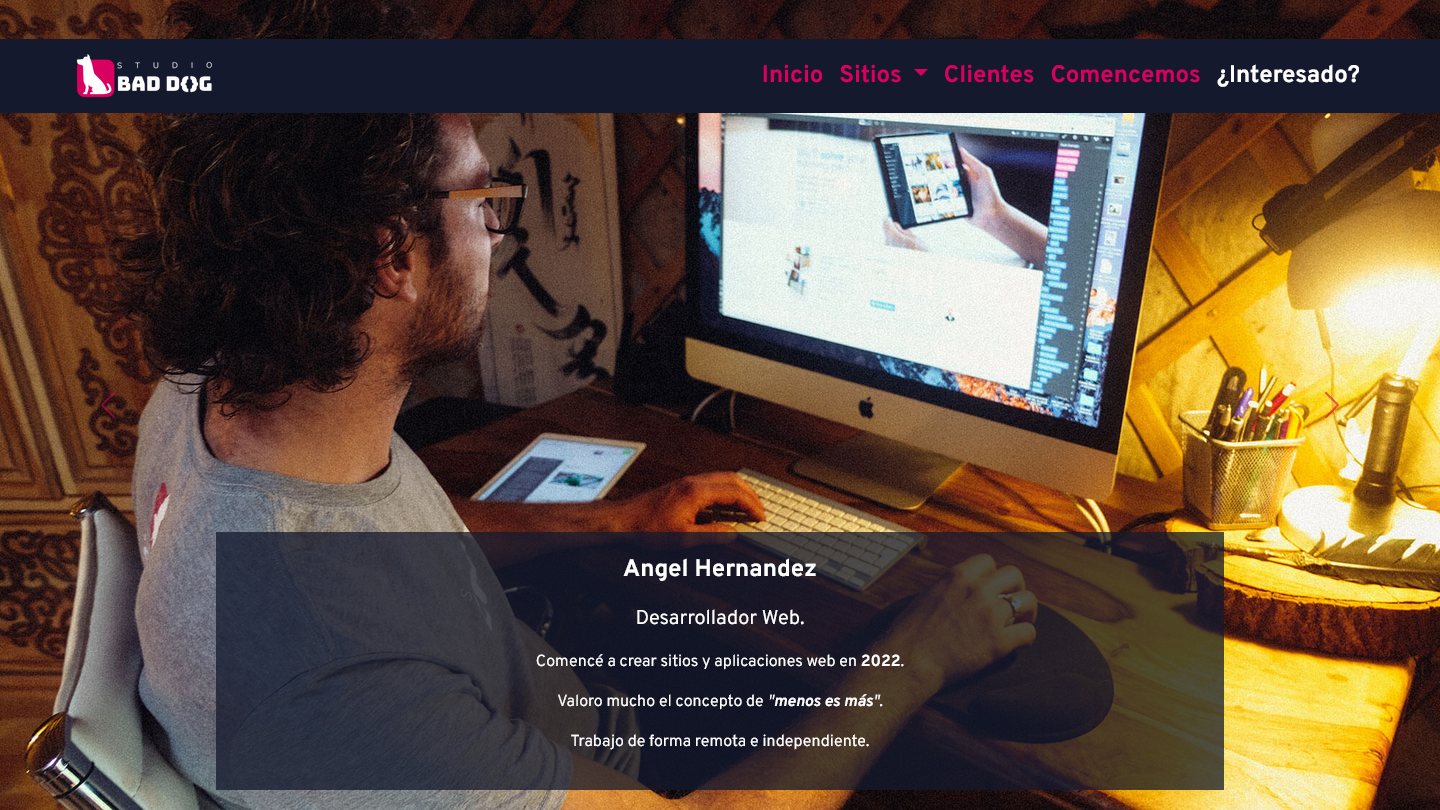 STUDIO
BAD DOG
Inicio Sitios Clientes Comencemos ¿Interesado?
Angel Hernandez
Desarrollador Web.
Comencé a crear sitios y aplicaciones web en 2022.
Valoro mucho el concepto de "menos es más".
Trabajo de forma remota e independiente.